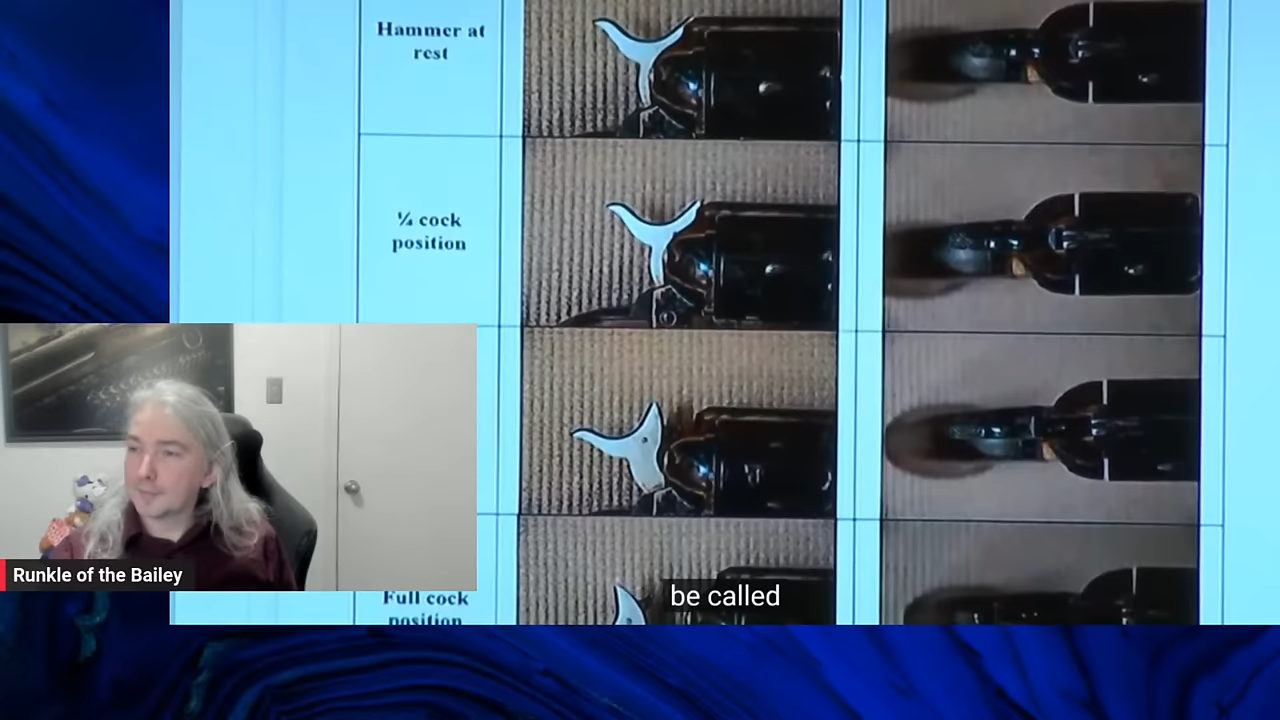 Hammer at
rest
¼ cock
position
Full cock
position
be called
Runkle of the Bailey